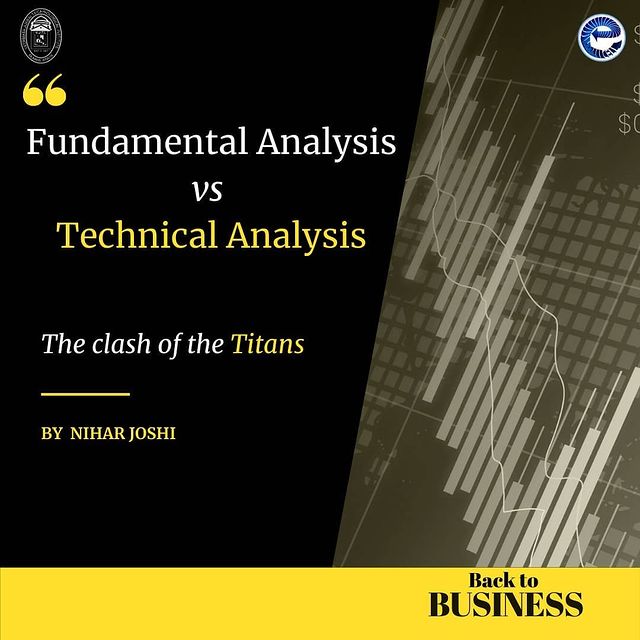 Fundamental Analysis
vs
Technical Analysis
The clash of the Titans
BY NIHAR JOSHI
Back to
BUSINESS